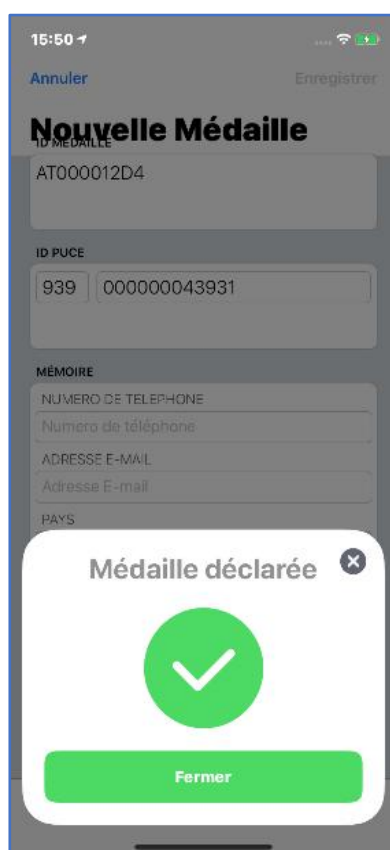 15:50
Annuler Enregistrer
Nouvelle Médaille
ID MÉDAILLE
AT000012D4
ID PUCE
939 000000043931
MÉMOIRE
NUMERO DE TELEPHONE
Numero de téléphone
ADRESSE E-MAIL
Adresse E-mail
PAYS
Médaille déclarée
Fermer